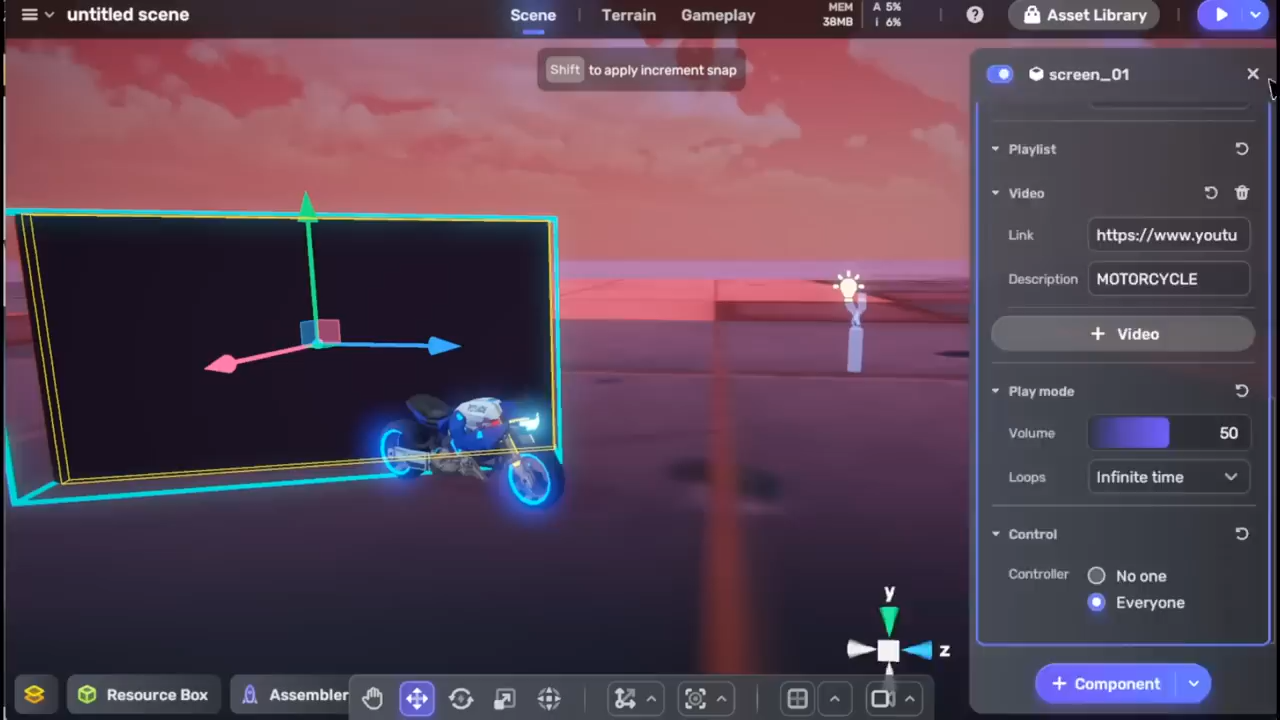 untitled scene
Scene
Terrain
Gameplay
MEM
38MB
A 5%
i 6%
Asset Library
Shift to apply increment snap
screen_01
Playlist
Video
Link https://www.youtu
Description MOTORCYCLE
+ Video
Play mode
Volume 50
Loops Infinite time
Control
Controller No one
Everyone
y
z
Resource Box
Assembler
+ Component